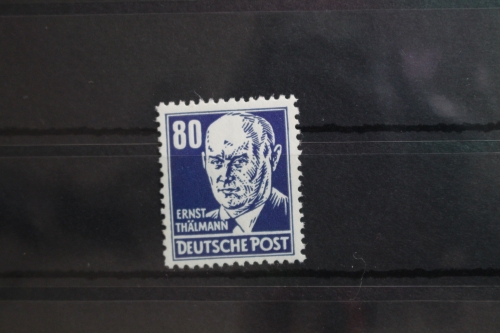 80
ERNST
THÄLMANN
DEUTSCHE POST